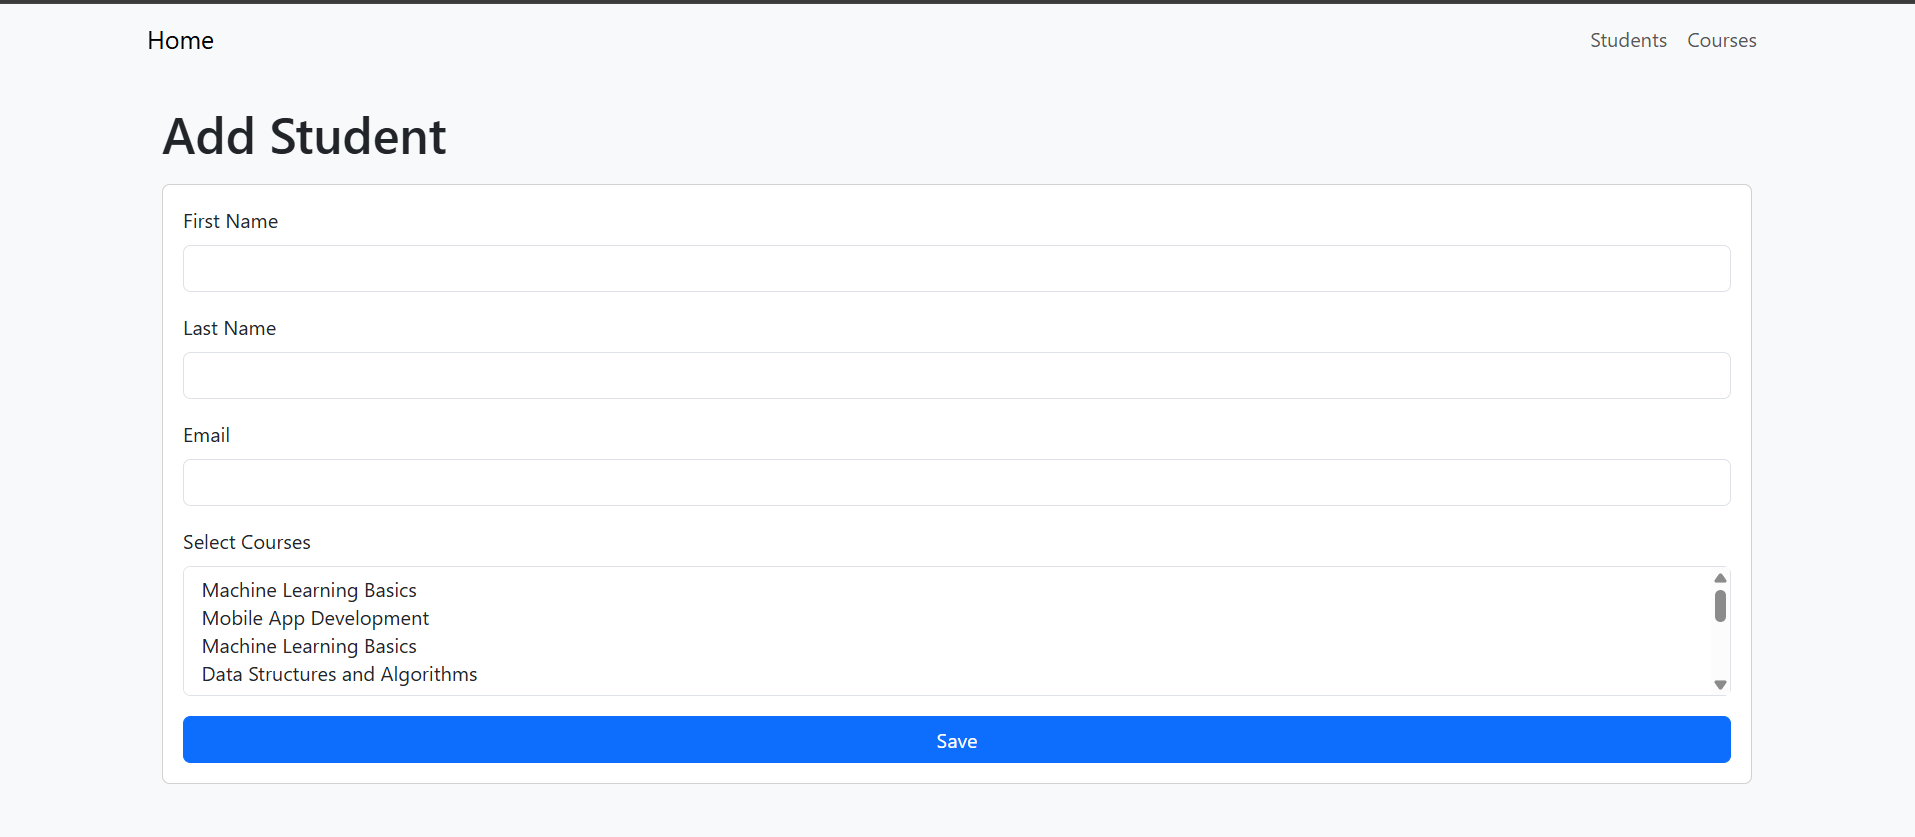 Home Students Courses
Add Student
First Name
Last Name
Email
Select Courses
Machine Learning Basics
Mobile App Development
Machine Learning Basics
Data Structures and Algorithms
Save